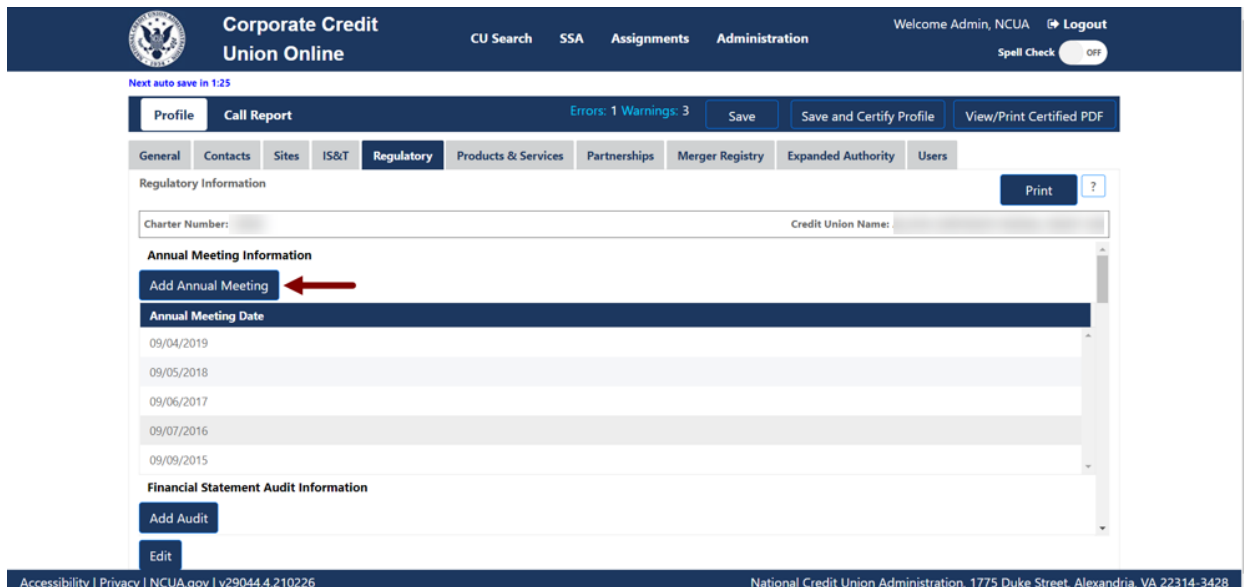 Corporate Credit
Union Online
CU Search SSA Assignments Administration
Welcome Admin, NCUA Logout
Spell Check OFF
Next auto save in 1:25
Profile Call Report Errors: 1 Warnings: 3 Save Save and Certify Profile View/Print Certified PDF
General Contacts Sites IS&T Regulatory Products & Services Partnerships Merger Registry Expanded Authority Users
Regulatory Information
Print ?
Charter Number: Credit Union Name:
Annual Meeting Information
Add Annual Meeting
Annual Meeting Date
09/04/2019
09/05/2018
09/06/2017
09/07/2016
09/09/2015
Financial Statement Audit Information
Add Audit
Edit
Accessibility | Privacy | NCUA.gov | v29044.4.210226 National Credit Union Administration, 1775 Duke Street, Alexandria, VA 22314-3428